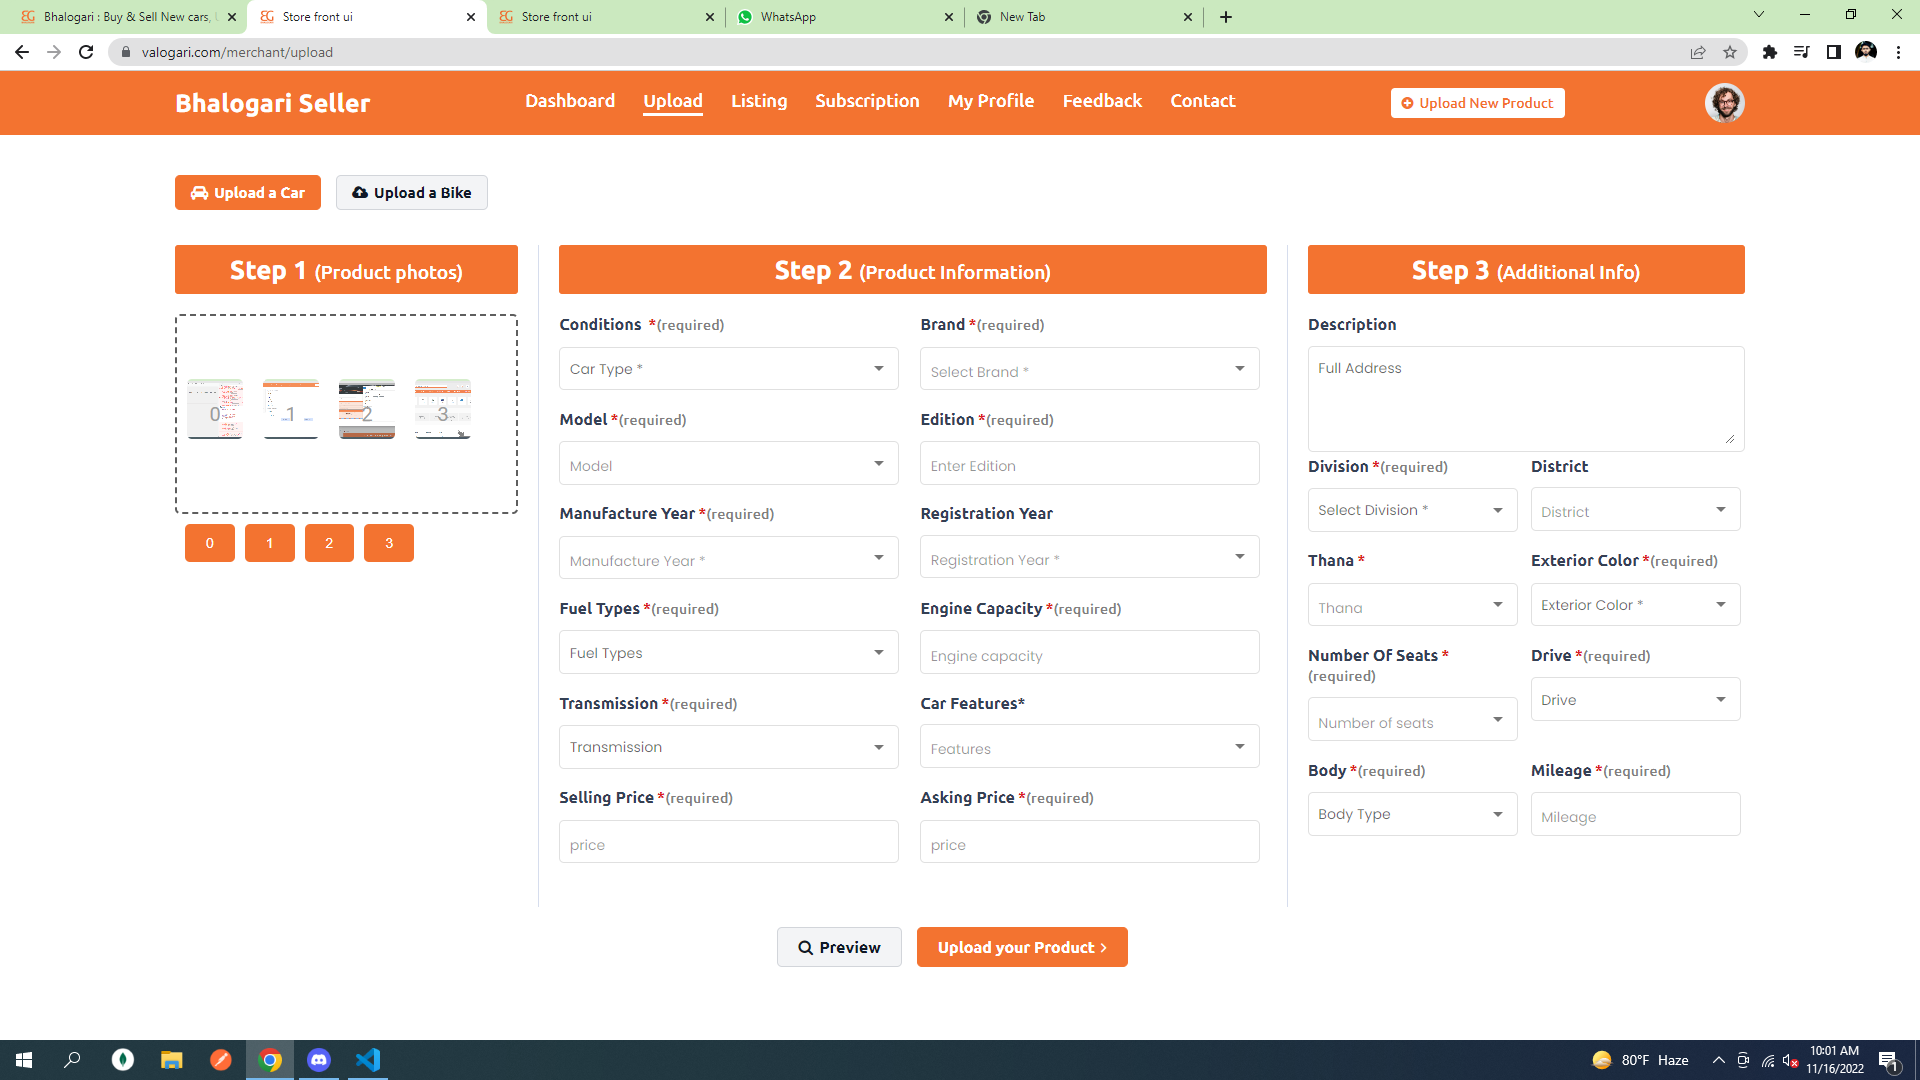 Bhalogari : Buy & Sell New cars, U
Store front ui
Store front ui
WhatsApp
New Tab
valogari.com/merchant/upload
Bhalogari Seller
Dashboard
Upload
Listing
Subscription
My Profile
Feedback
Contact
Upload New Product
Upload a Car
Upload a Bike
Step 1 (Product photos)
0
1
2
3
0
1
2
3
Step 2 (Product Information)
Conditions *(required)
Car Type *
Brand *(required)
Select Brand *
Model *(required)
Model
Edition *(required)
Enter Edition
Manufacture Year *(required)
Manufacture Year *
Registration Year
Registration Year *
Fuel Types *(required)
Fuel Types
Engine Capacity *(required)
Engine capacity
Transmission *(required)
Transmission
Car Features*
Features
Selling Price *(required)
price
Asking Price *(required)
price
Step 3 (Additional Info)
Description
Full Address
Division *(required)
Select Division *
District
District
Thana *
Thana
Exterior Color *(required)
Exterior Color *
Number Of Seats *
(required)
Number of seats
Drive *(required)
Drive
Body *(required)
Body Type
Mileage *(required)
Mileage
Preview
Upload your Product >
80°F Haze
10:01 AM
11/16/2022
1